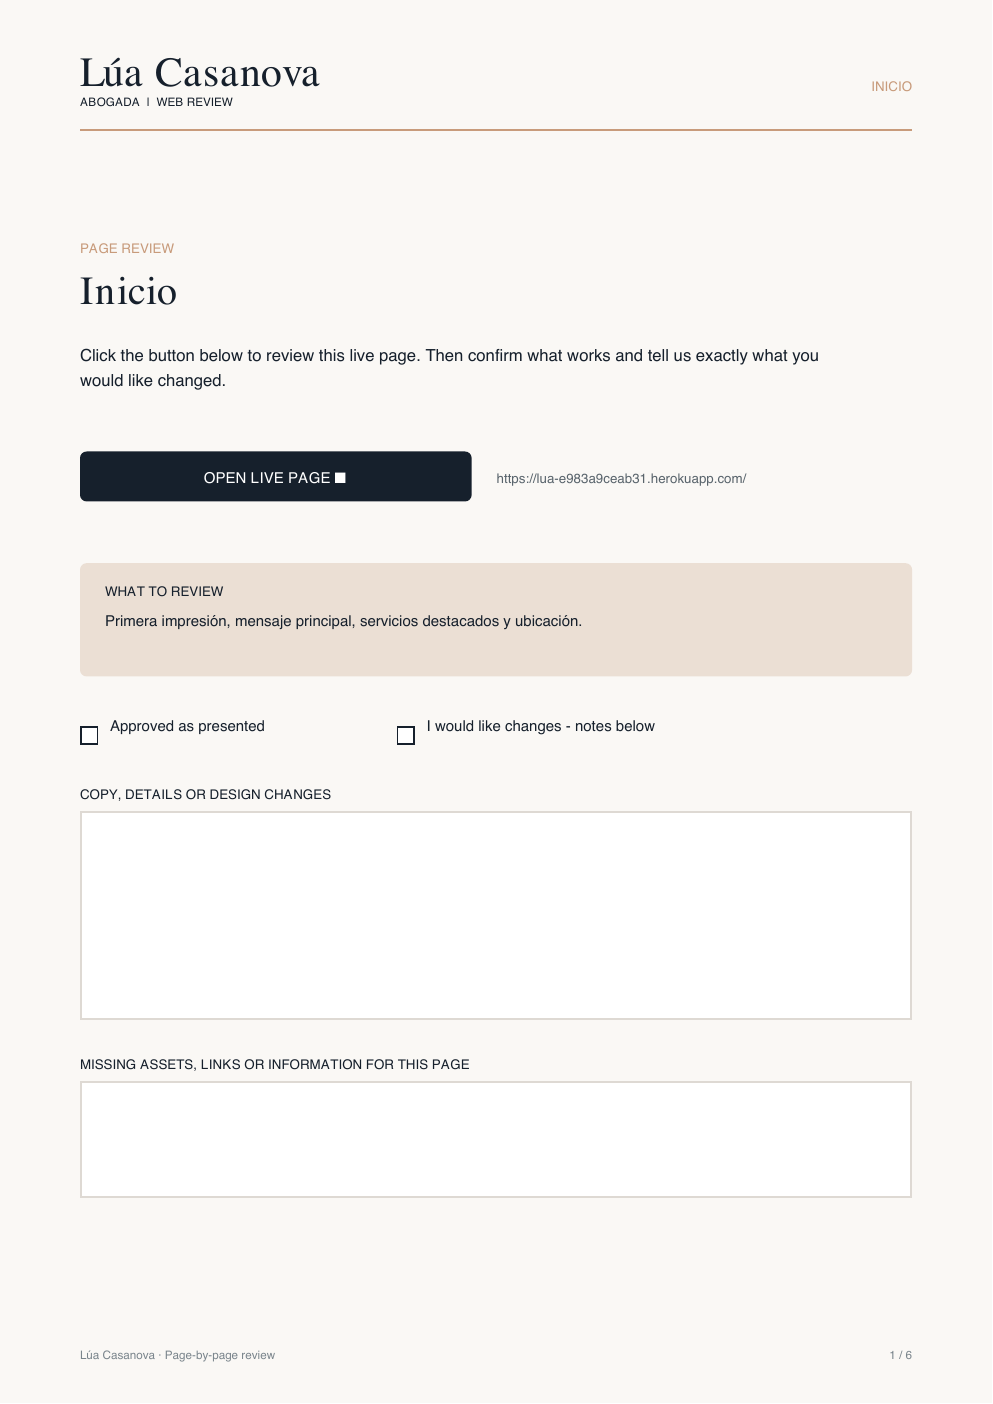 Lúa Casanova
ABOGADA | WEB REVIEW
INICIO
PAGE REVIEW
Inicio
Click the button below to review this live page. Then confirm what works and tell us exactly what you
would like changed.
OPEN LIVE PAGE ■
https://lua-e983a9ceab31.herokuapp.com/
WHAT TO REVIEW
Primera impresión, mensaje principal, servicios destacados y ubicación.
Approved as presented
I would like changes - notes below
COPY, DETAILS OR DESIGN CHANGES
MISSING ASSETS, LINKS OR INFORMATION FOR THIS PAGE
Lúa Casanova · Page-by-page review
1 / 6